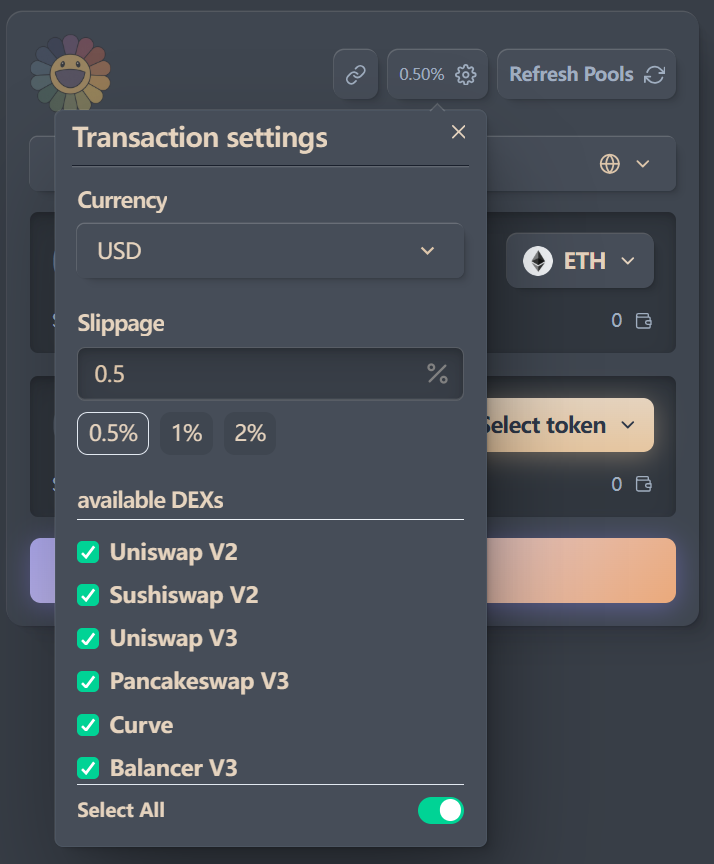 0.50%
Refresh Pools
Transaction settings
Currency
USD
ETH
Slippage
0
0.5
0.5% 1% 2%
Select token
0
available DEXs
Uniswap V2
Sushiswap V2
Uniswap V3
Pancakeswap V3
Curve
Balancer V3
Select All